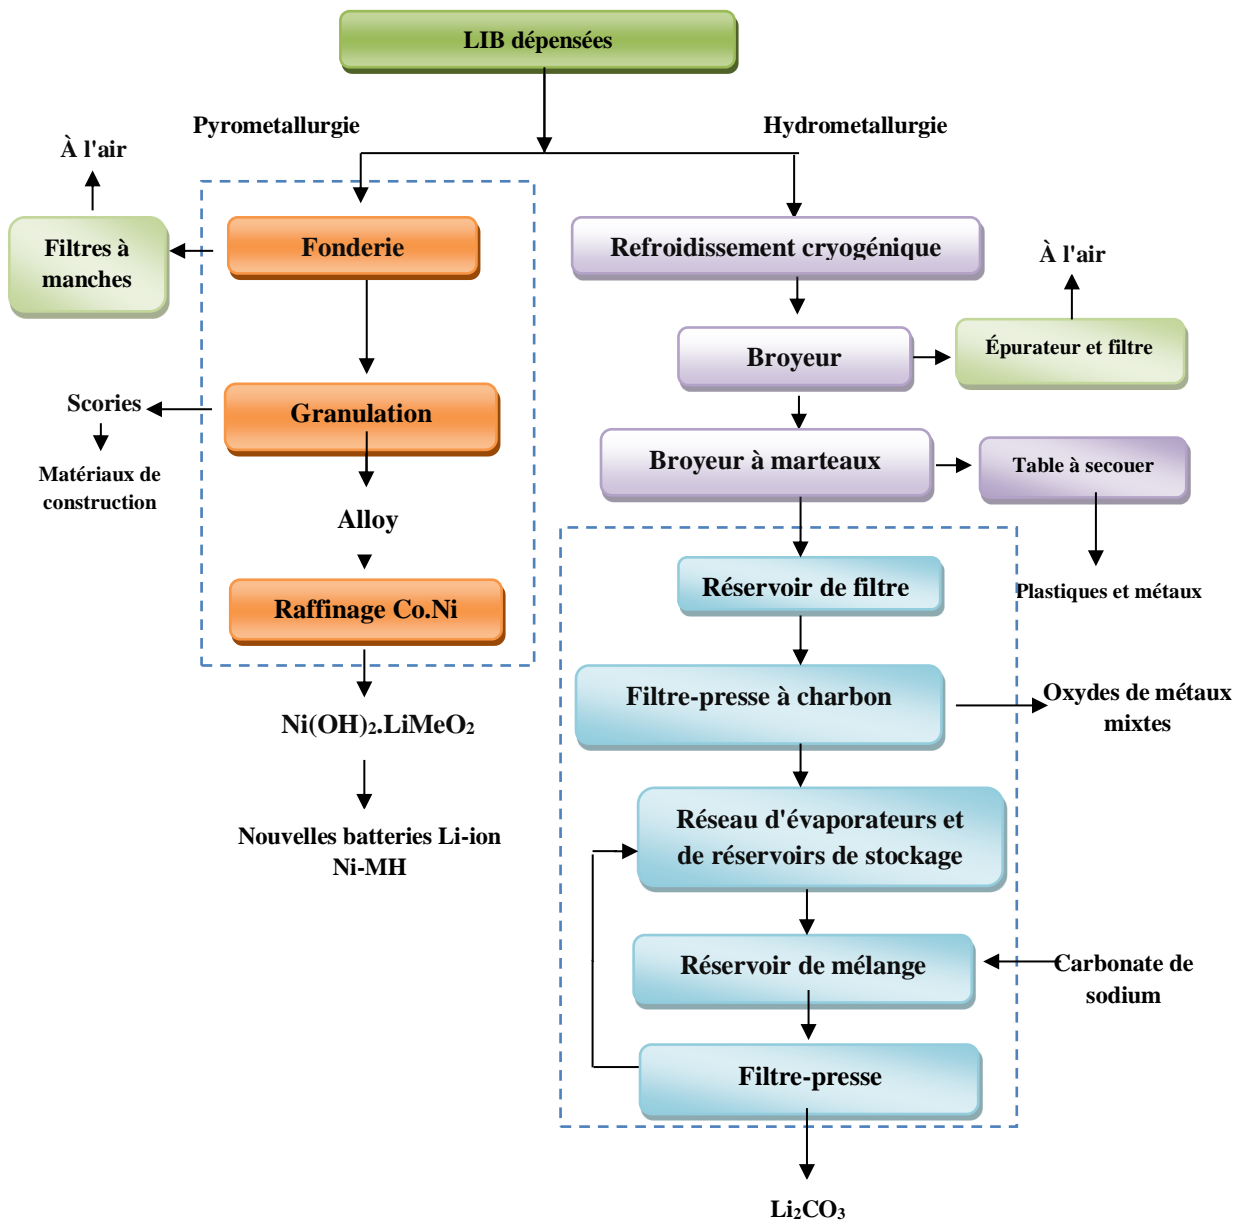 LIB dépensées
Pyrometallurgie
Hydrometallurgie
À l'air
Filtres à
manches
Fonderie
Refroidissement cryogénique
À l'air
Broyeur
Épurateur et filtre
Scories
Granulation
Matériaux de
construction
Broyeur à marteaux
Table à secouer
Alloy
Réservoir de filtre
Plastiques et métaux
Raffinage Co.Ni
Filtre-presse à charbon
Oxydes de métaux
mixtes
Ni(OH)₂.LiMeO₂
Nouvelles batteries Li-ion
Ni-MH
Réseau d'évaporateurs et
de réservoirs de stockage
Réservoir de mélange
Carbonate de
sodium
Filtre-presse
Li₂CO₃